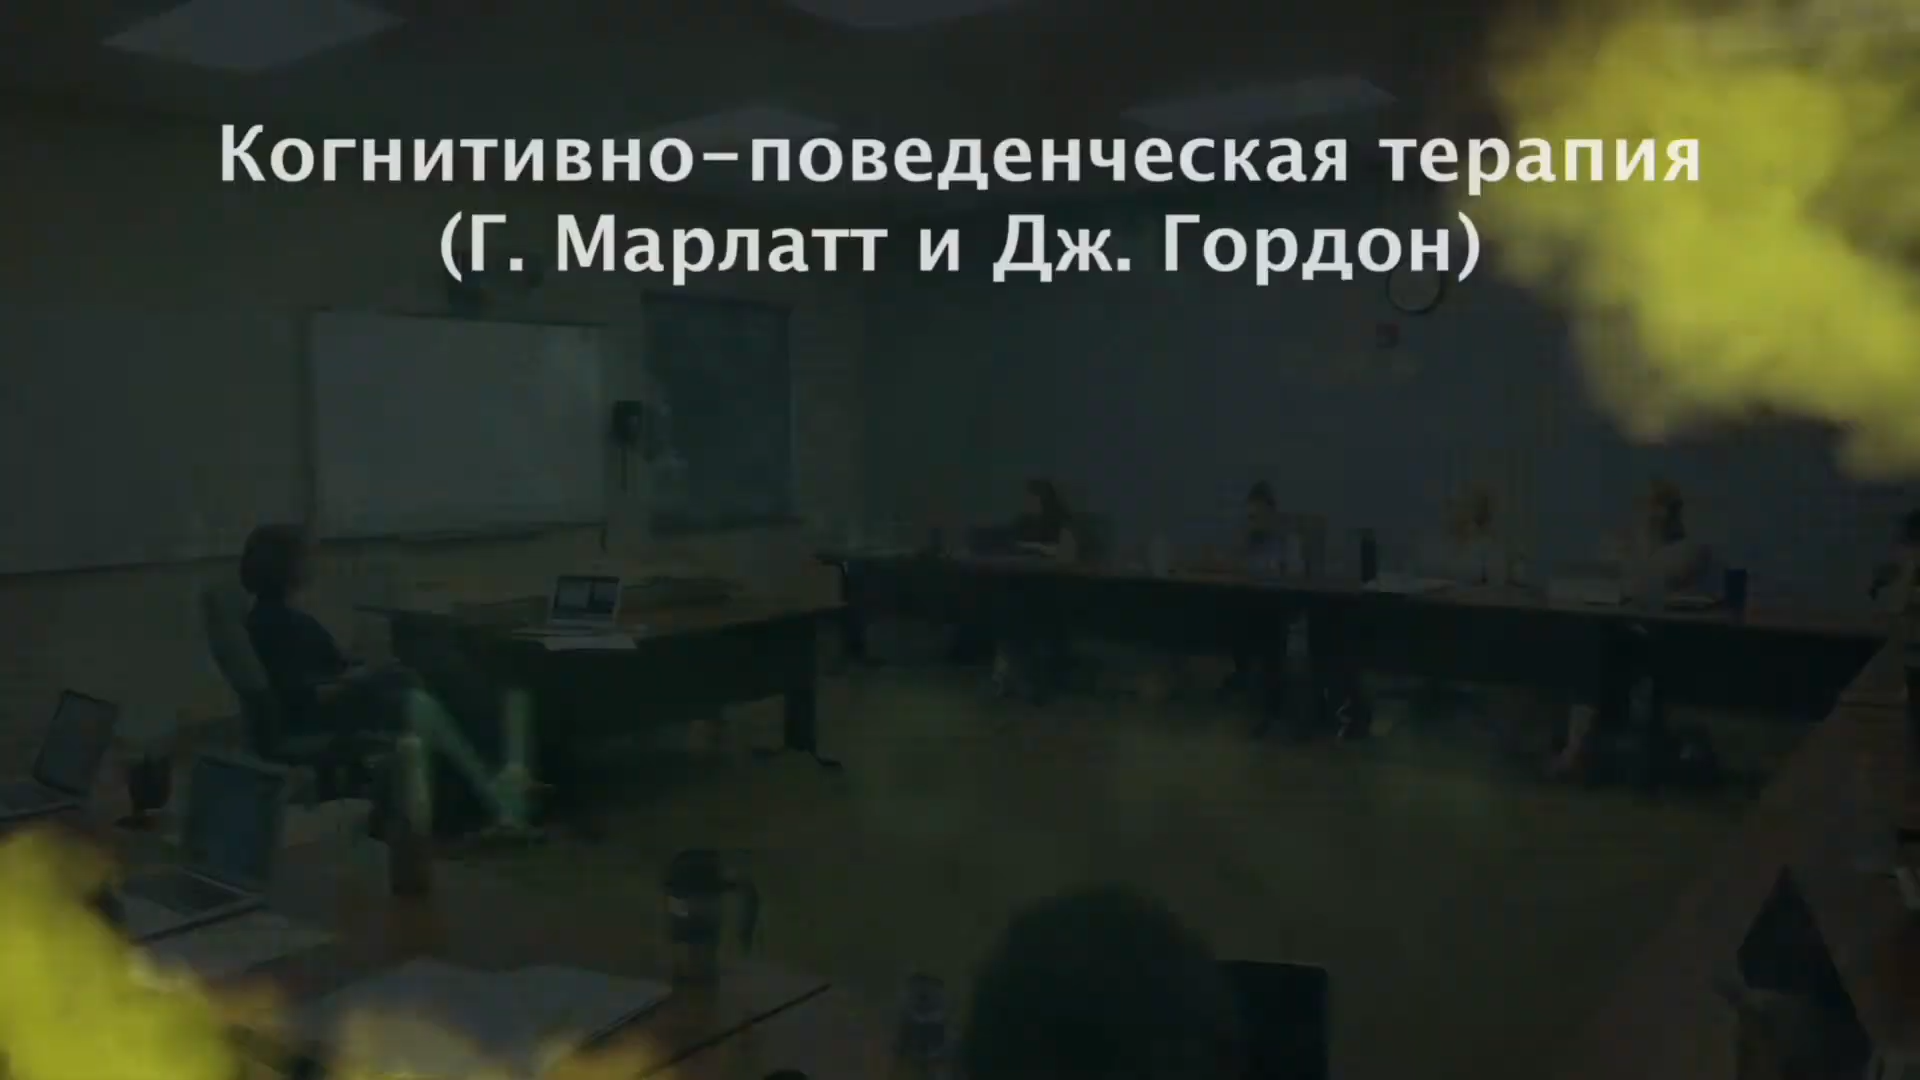 Когнитивно-поведенческая терапия
(Г. Марлатт и Дж. Гордон)